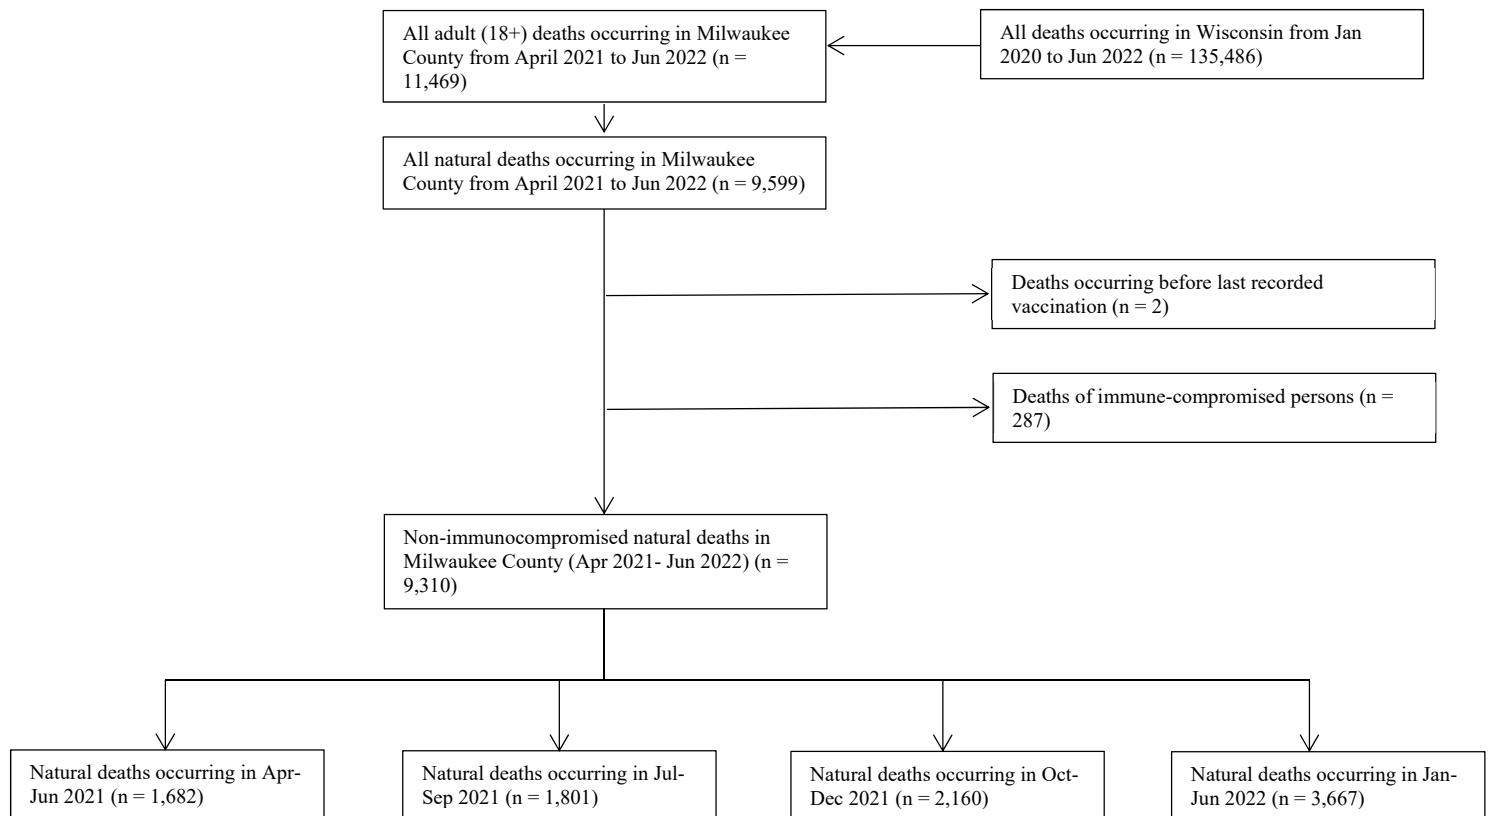 All adult (18+) deaths occurring in Milwaukee
County from April 2021 to Jun 2022 (n =
11,469)
All deaths occurring in Wisconsin from Jan
2020 to Jun 2022 (n = 135,486)
All natural deaths occurring in Milwaukee
County from April 2021 to Jun 2022 (n = 9,599)
Deaths occurring before last recorded
vaccination (n = 2)
Deaths of immune-compromised persons (n =
287)
Non-immunocompromised natural deaths in
Milwaukee County (Apr 2021- Jun 2022) (n =
9,310)
Natural deaths occurring in Apr-
Jun 2021 (n = 1,682)
Natural deaths occurring in Jul-
Sep 2021 (n = 1,801)
Natural deaths occurring in Oct-
Dec 2021 (n = 2,160)
Natural deaths occurring in Jan-
Jun 2022 (n = 3,667)